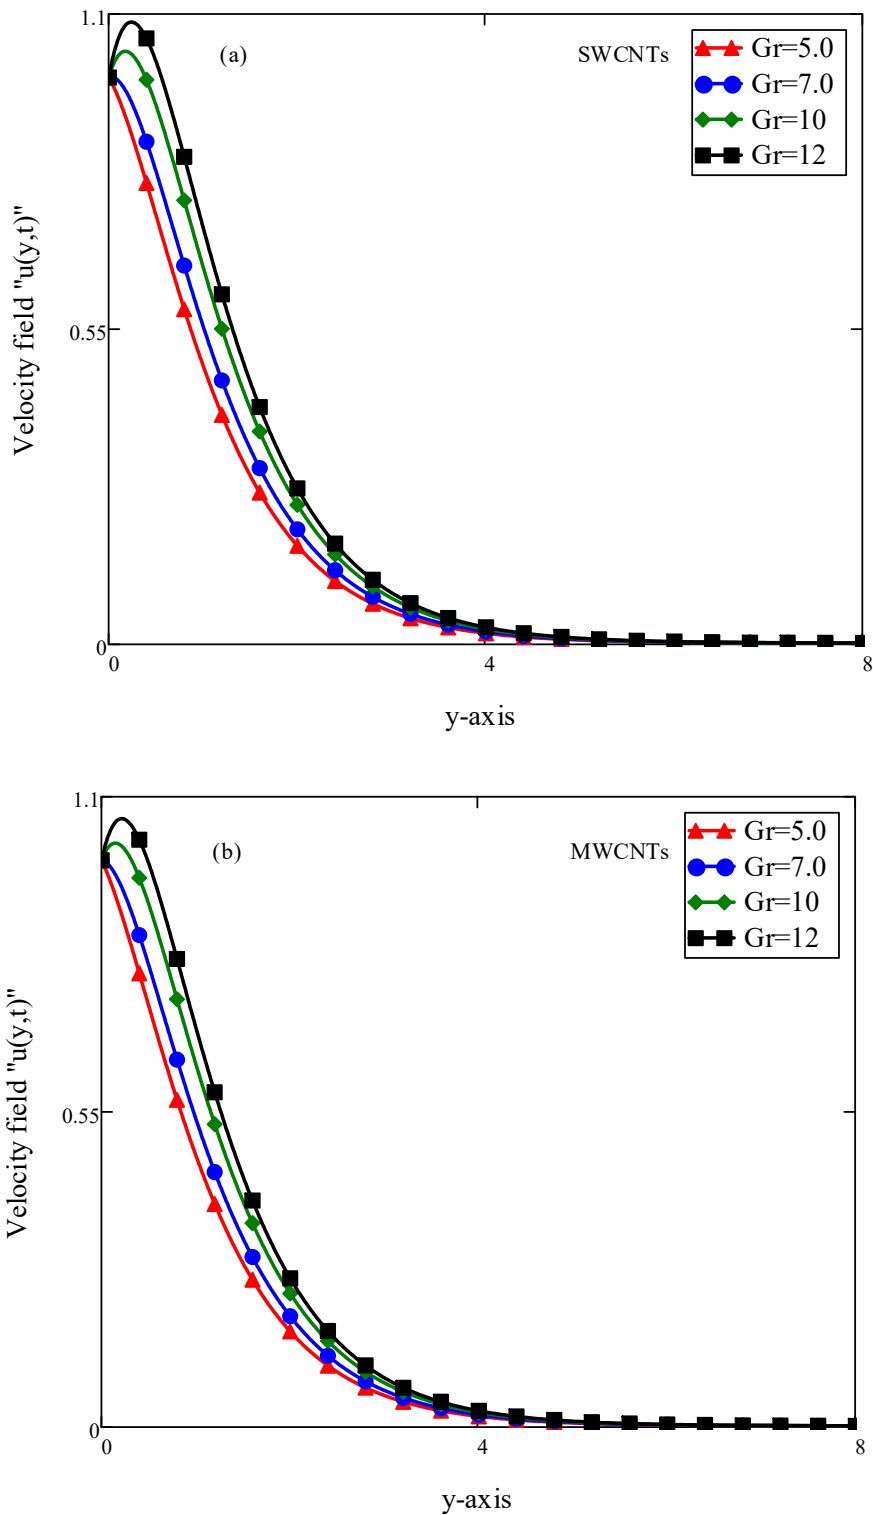 1.1
(a)
SWCNTs
Gr=5.0
Gr=7.0
Gr=10
Gr=12
Velocity field "u(y,t)"
0.55
0
0
4
8
y-axis
1.1
(b)
MWCNTs
Gr=5.0
Gr=7.0
Gr=10
Gr=12
Velocity field "u(y,t)"
0.55
0
0
4
8
y-axis